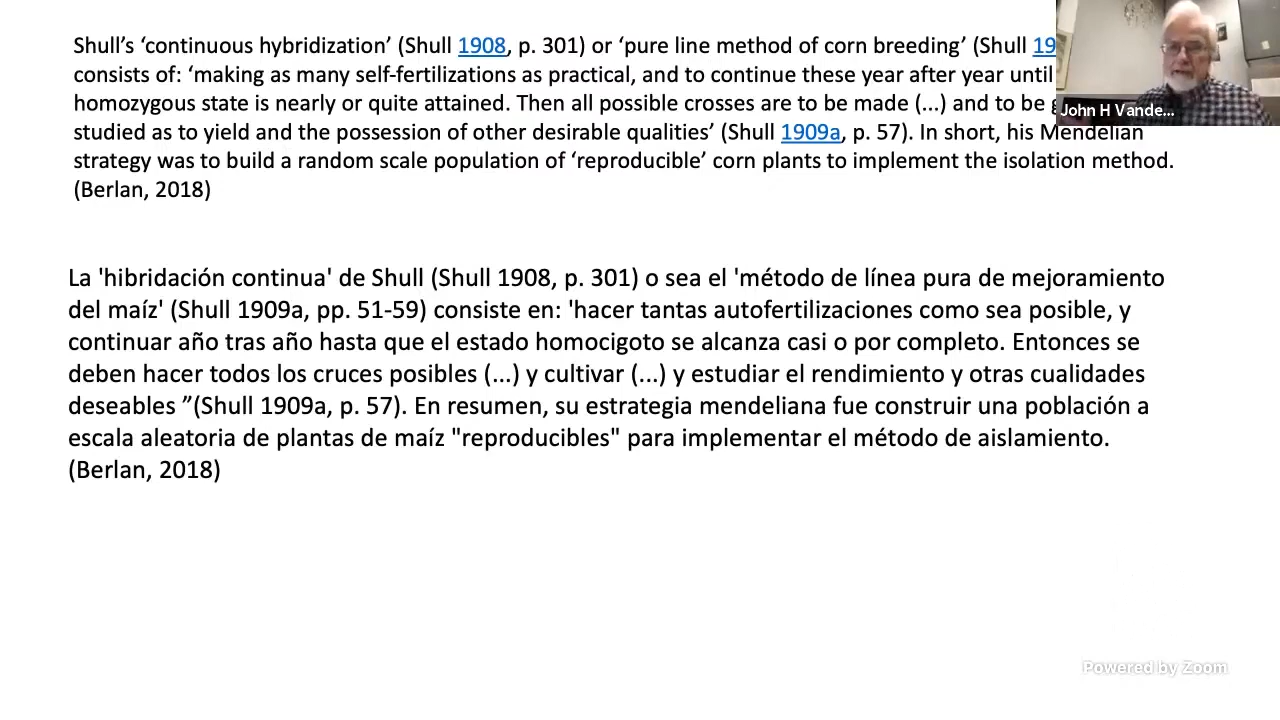 Shull's 'continuous hybridization' (Shull 1908, p. 301) or 'pure line method of corn breeding' (Shull 19
consists of: 'making as many self-fertilizations as practical, and to continue these year after year until
homozygous state is nearly or quite attained. Then all possible crosses are to be made (...) and to be
studied as to yield and the possession of other desirable qualities' (Shull 1909a, p. 57). In short, his Mendelian
strategy was to build a random scale population of 'reproducible' corn plants to implement the isolation method.
(Berlan, 2018)
John H Vande...
La 'hibridación continua' de Shull (Shull 1908, p. 301) o sea el 'método de línea pura de mejoramiento
del maíz' (Shull 1909a, pp. 51-59) consiste en: 'hacer tantas autofertilizaciones como sea posible, y
continuar año tras año hasta que el estado homocigoto se alcanza casi o por completo. Entonces se
deben hacer todos los cruces posibles (...) y cultivar (...) y estudiar el rendimiento y otras cualidades
deseables ”(Shull 1909a, p. 57). En resumen, su estrategia mendeliana fue construir una población a
escala aleatoria de plantas de maíz "reproducibles" para implementar el método de aislamiento.
(Berlan, 2018)
Powered by Zoom